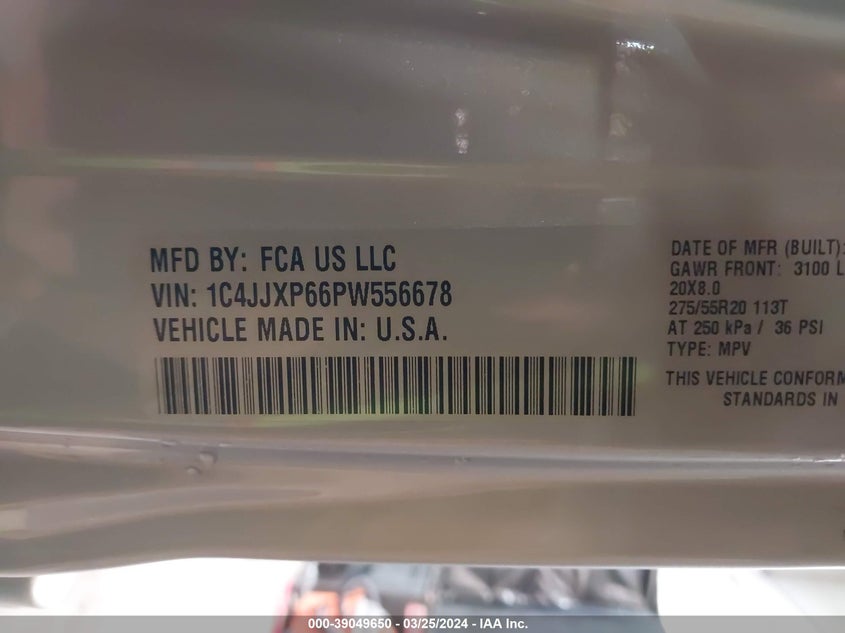 MFD BY: FCA US LLC
VIN: 1C4JJXP66PW556678
VEHICLE MADE IN: U.S.A.
DATE OF MFR (BUILT):
GAWR FRONT: 3100 L
20X8.0
275/55R20 113T
AT 250 kPa / 36 PSI
TYPE: MPV
THIS VEHICLE CONFORM
STANDARDS IN
000-39049650 - 03/25/2024 - IAA Inc.